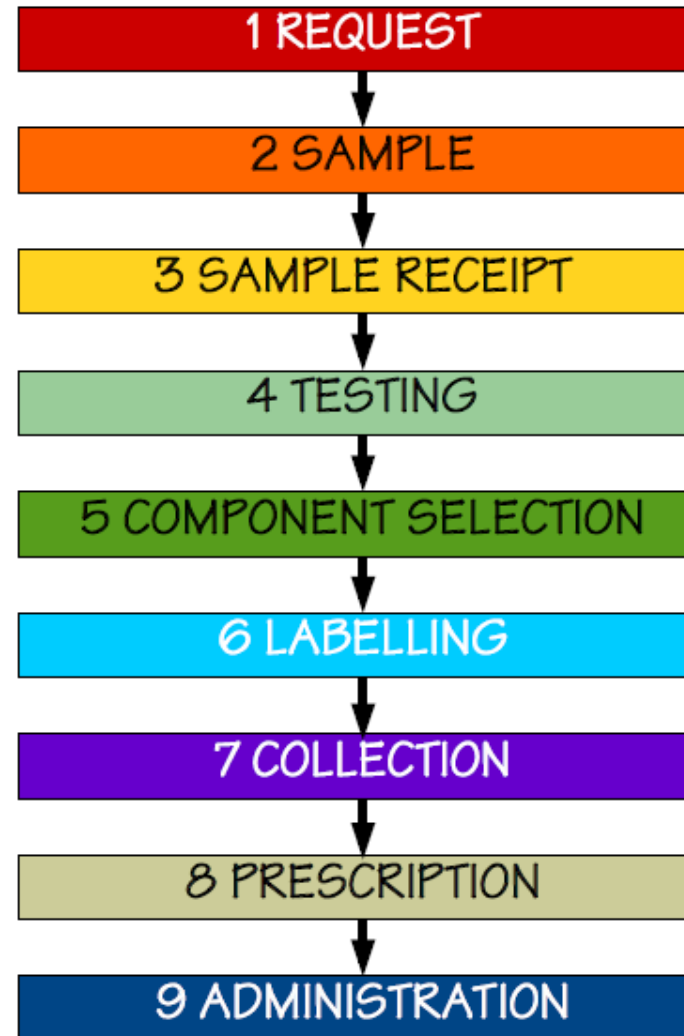 1 REQUEST
2 SAMPLE
3 SAMPLE RECEIPT
4 TESTING
5 COMPONENT SELECTION
6 LABELLING
7 COLLECTION
8 PRESCRIPTION
9 ADMINISTRATION